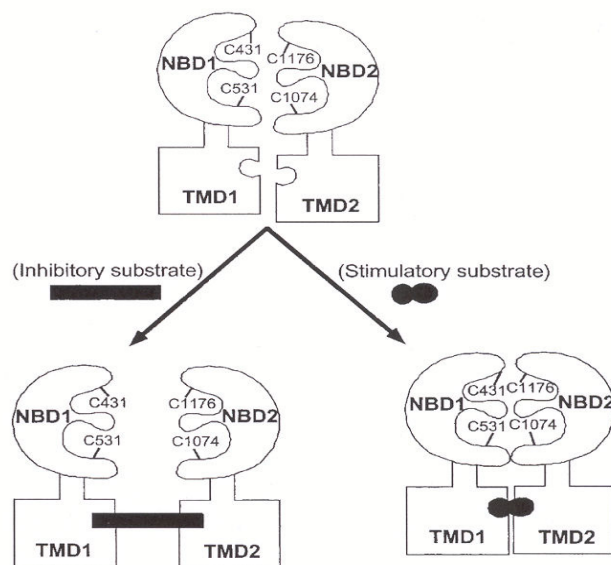 C431
C1176
NBD1
NBD2
C531
C1074
TMD1
TMD2
(Inhibitory substrate)
(Stimulatory substrate)
C431
C1176
NBD1
NBD2
C531
C1074
TMD1
TMD2
C431
C1176
NBD1
NBD2
C531
C1074
TMD1
TMD2